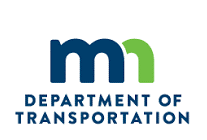 mn
DEPARTMENT OF
TRANSPORTATION